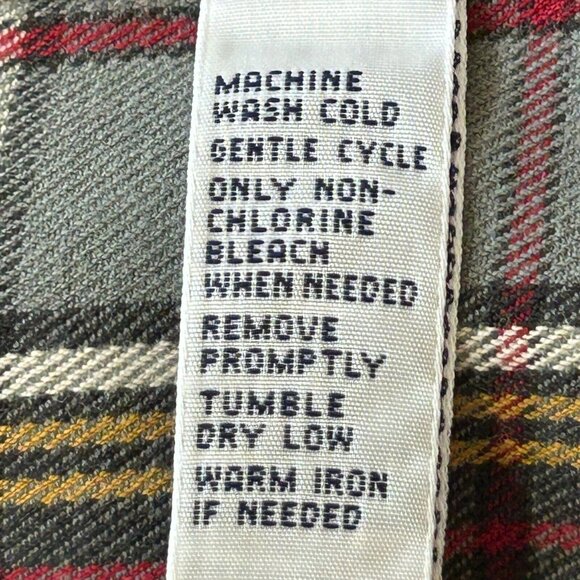 MACHINE
WASH COLD
GENTLE CYCLE
ONLY NON-
CHLORINE
BLEACH
WHEN NEEDED
REMOVE
PROMPTLY
TUMBLE
DRY LOW
WARM IRON
IF NEEDED